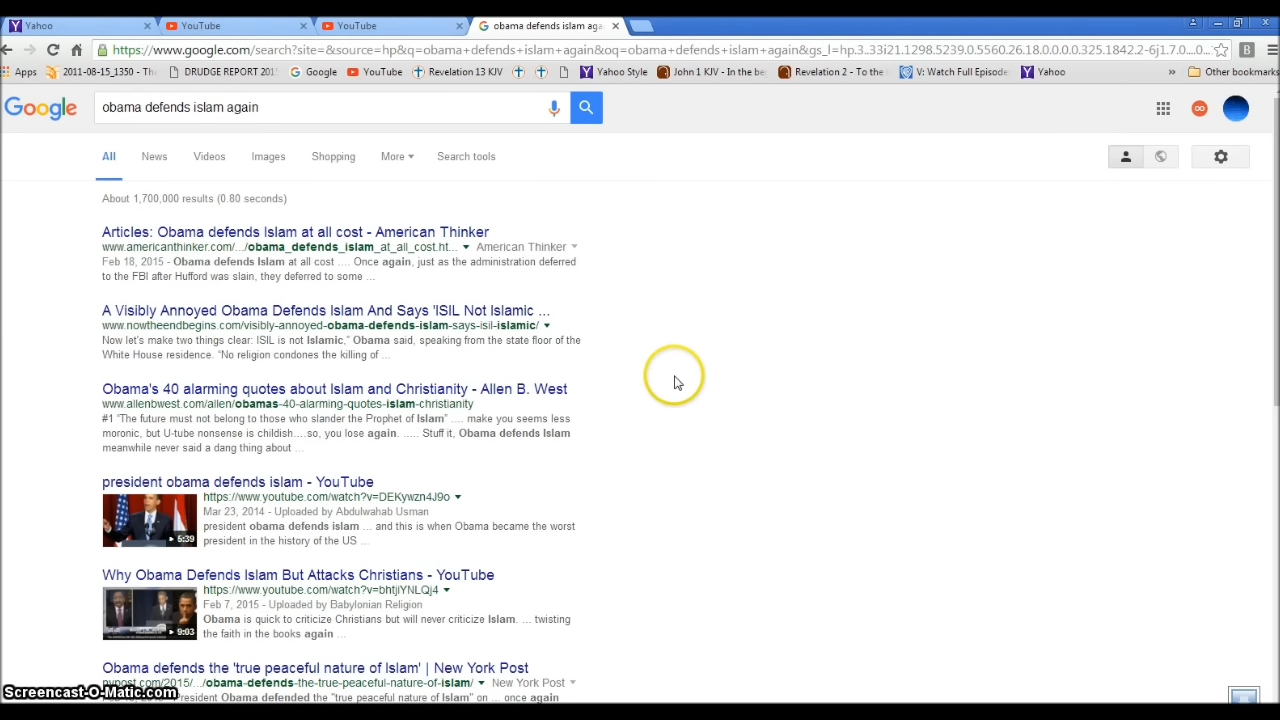 Yahoo
YouTube
YouTube
obama defends islam aga
https://www.google.com/search?site=&source=hp&q=obama+defends+islam+again&oq=obama+defends+islam+again&gs_l=hp.3..33i21.1298.5239.0.5560.26.18.0.0.0.0.325.1842.2-6j1.7.0....0...
Apps 2011-08-15_1350 - Th DRUDGE REPORT 201 Google YouTube Revelation 13 KJV Yahoo Style John 1 KJV - In the be Revelation 2 - To the V: Watch Full Episode Yahoo » Other bookmarks
Google
obama defends islam again
All News Videos Images Shopping More Search tools
About 1,700,000 results (0.80 seconds)
Articles: Obama defends Islam at all cost - American Thinker
www.americanthinker.com/.../obama_defends_islam_at_all_cost.ht... American Thinker
Feb 18, 2015 - Obama defends Islam at all cost .... Once again, just as the administration deferred
to the FBI after Hufford was slain, they deferred to some ...
A Visibly Annoyed Obama Defends Islam And Says 'ISIL Not Islamic ...
www.nowtheendbegins.com/visibly-annoyed-obama-defends-islam-says-isil-islamic/
Now let's make two things clear: ISIL is not Islamic," Obama said, speaking from the state floor of the
White House residence. "No religion condones the killing of ...
Obama's 40 alarming quotes about Islam and Christianity - Allen B. West
www.allenbwest.com/allen/obamas-40-alarming-quotes-islam-christianity
#1 "The future must not belong to those who slander the Prophet of Islam" .... make you seems less
moronic, but U-tube nonsense is childish....so, you lose again. ..... Stuff it, Obama defends Islam
meanwhile never said a dang thing about ...
president obama defends islam - YouTube
https://www.youtube.com/watch?v=DEKywzn4J9o
Mar 23, 2014 - Uploaded by Abdulwahab Usman
president obama defends islam ... and this is when Obama became the worst
president in the history of the US ...
5:39
Why Obama Defends Islam But Attacks Christians - YouTube
https://www.youtube.com/watch?v=bhtjiYNLQj4
Feb 7, 2015 - Uploaded by Babylonian Religion
Obama is quick to criticize Christians but will never criticize Islam. ... twisting
the faith in the books again ...
9:03
Obama defends the 'true peaceful nature of Islam' | New York Post
nypost.com/2015/.../obama-defends-the-true-peaceful-nature-of-islam/ New York Post
President Obama defended the "true peaceful nature of Islam" on ... once again
Screencast-O-Matic.com